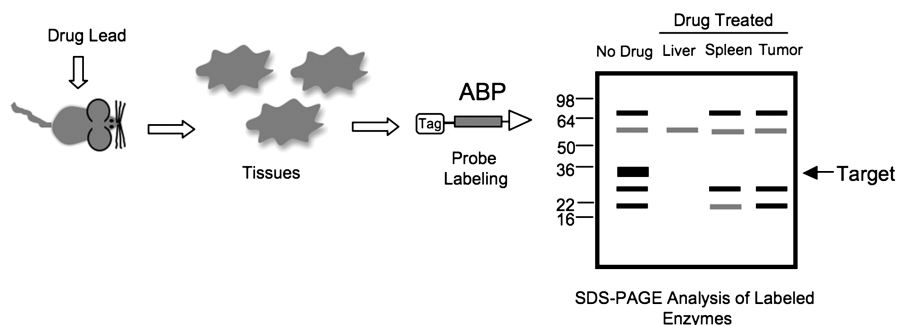 Drug Lead
Tissues
ABP
Tag
Probe
Labeling
Drug Treated
No Drug Liver Spleen Tumor
98
64
50
36
22
16
Target
SDS-PAGE Analysis of Labeled
Enzymes